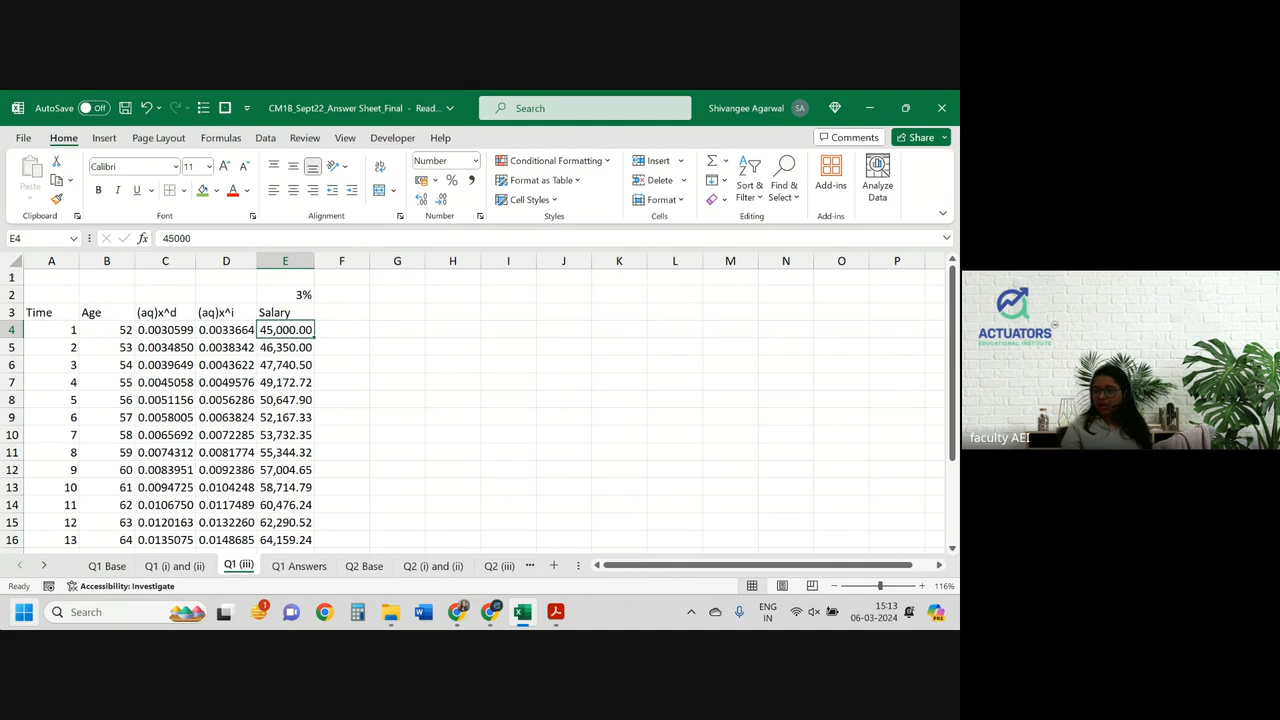 AutoSave Off CM1B_Sept22_Answer Sheet_Final - Read... Search Shivangee Agarwal SA
File Home Insert Page Layout Formulas Data Review View Developer Help Comments Share
Calibri 11 Number Conditional Formatting Insert
Paste B I U Format as Table Delete Sort & Filter Find & Select Add-ins Analyze Data
Cell Styles Format
Clipboard Font Alignment Number Styles Cells Editing Add-ins
E4 fx 45000
A B C D E F G H I J K L M N O P
1
2 3%
3 Time Age (aq)x^d (aq)x^i Salary
4 1 52 0.0030599 0.0033664 45,000.00
5 2 53 0.0034850 0.0038342 46,350.00
6 3 54 0.0039649 0.0043622 47,740.50
7 4 55 0.0045058 0.0049576 49,172.72
8 5 56 0.0051156 0.0056286 50,647.90
9 6 57 0.0058005 0.0063824 52,167.33
10 7 58 0.0065692 0.0072285 53,732.35
11 8 59 0.0074312 0.0081774 55,344.32
12 9 60 0.0083951 0.0092386 57,004.65
13 10 61 0.0094725 0.0104248 58,714.79
14 11 62 0.0106750 0.0117489 60,476.24
15 12 63 0.0120163 0.0132260 62,290.52
16 13 64 0.0135075 0.0148685 64,159.24
Q1 Base Q1 (i) and (ii) Q1 (iii) Q1 Answers Q2 Base Q2 (i) and (ii) Q2 (iii)
Ready Accessibility: Investigate 116%
Search 1 ENG IN 15:13 06-03-2024
ACTUATORS
EDUCATIONAL INSTITUTE
faculty AEI